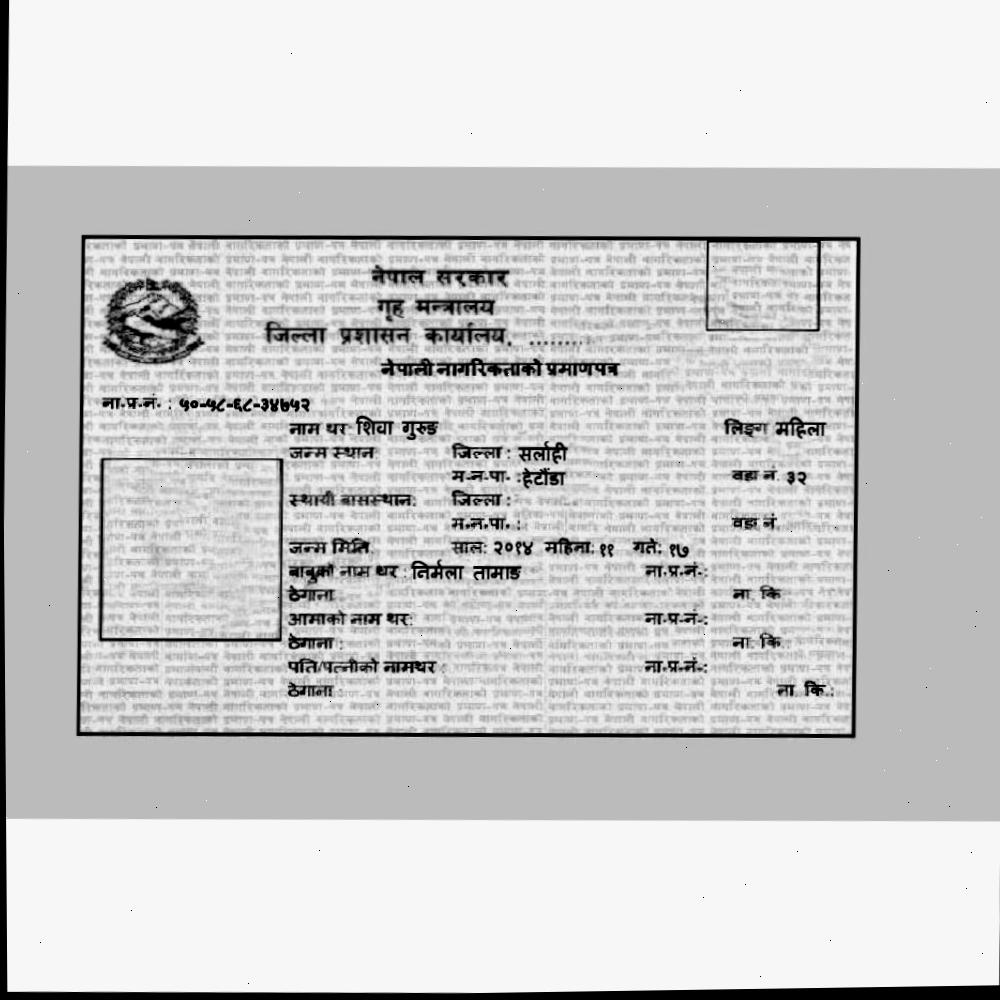 नेपाल सरकार
गृह मन्त्रालय
जिल्ला प्रशासन कार्यालय, .........
नेपाली नागरिकताको प्रमाणपत्र
ना.प्र.नं. : ५०-५८-६८-३४७५२
नाम थर: शिवा गुरुङ लिङ्ग महिला
जन्म स्थान: जिल्ला : सर्लाही
म.न.पा. : हेटौंडा वडा नं. ३२
स्थायी बासस्थान: जिल्ला :
म.न.पा. : वडा नं.
जन्म मिति: साल: २०१४ महिना: ११ गते: १७
बाबुको नाम थर : निर्मला तामाङ ना.प्र.नं.:
ठेगाना : ना. कि.:
आमाको नाम थर: ना.प्र.नं.:
ठेगाना : ना. कि.:
पति/पत्नीको नामथर : ना.प्र.नं.:
ठेगाना : ना. कि.: